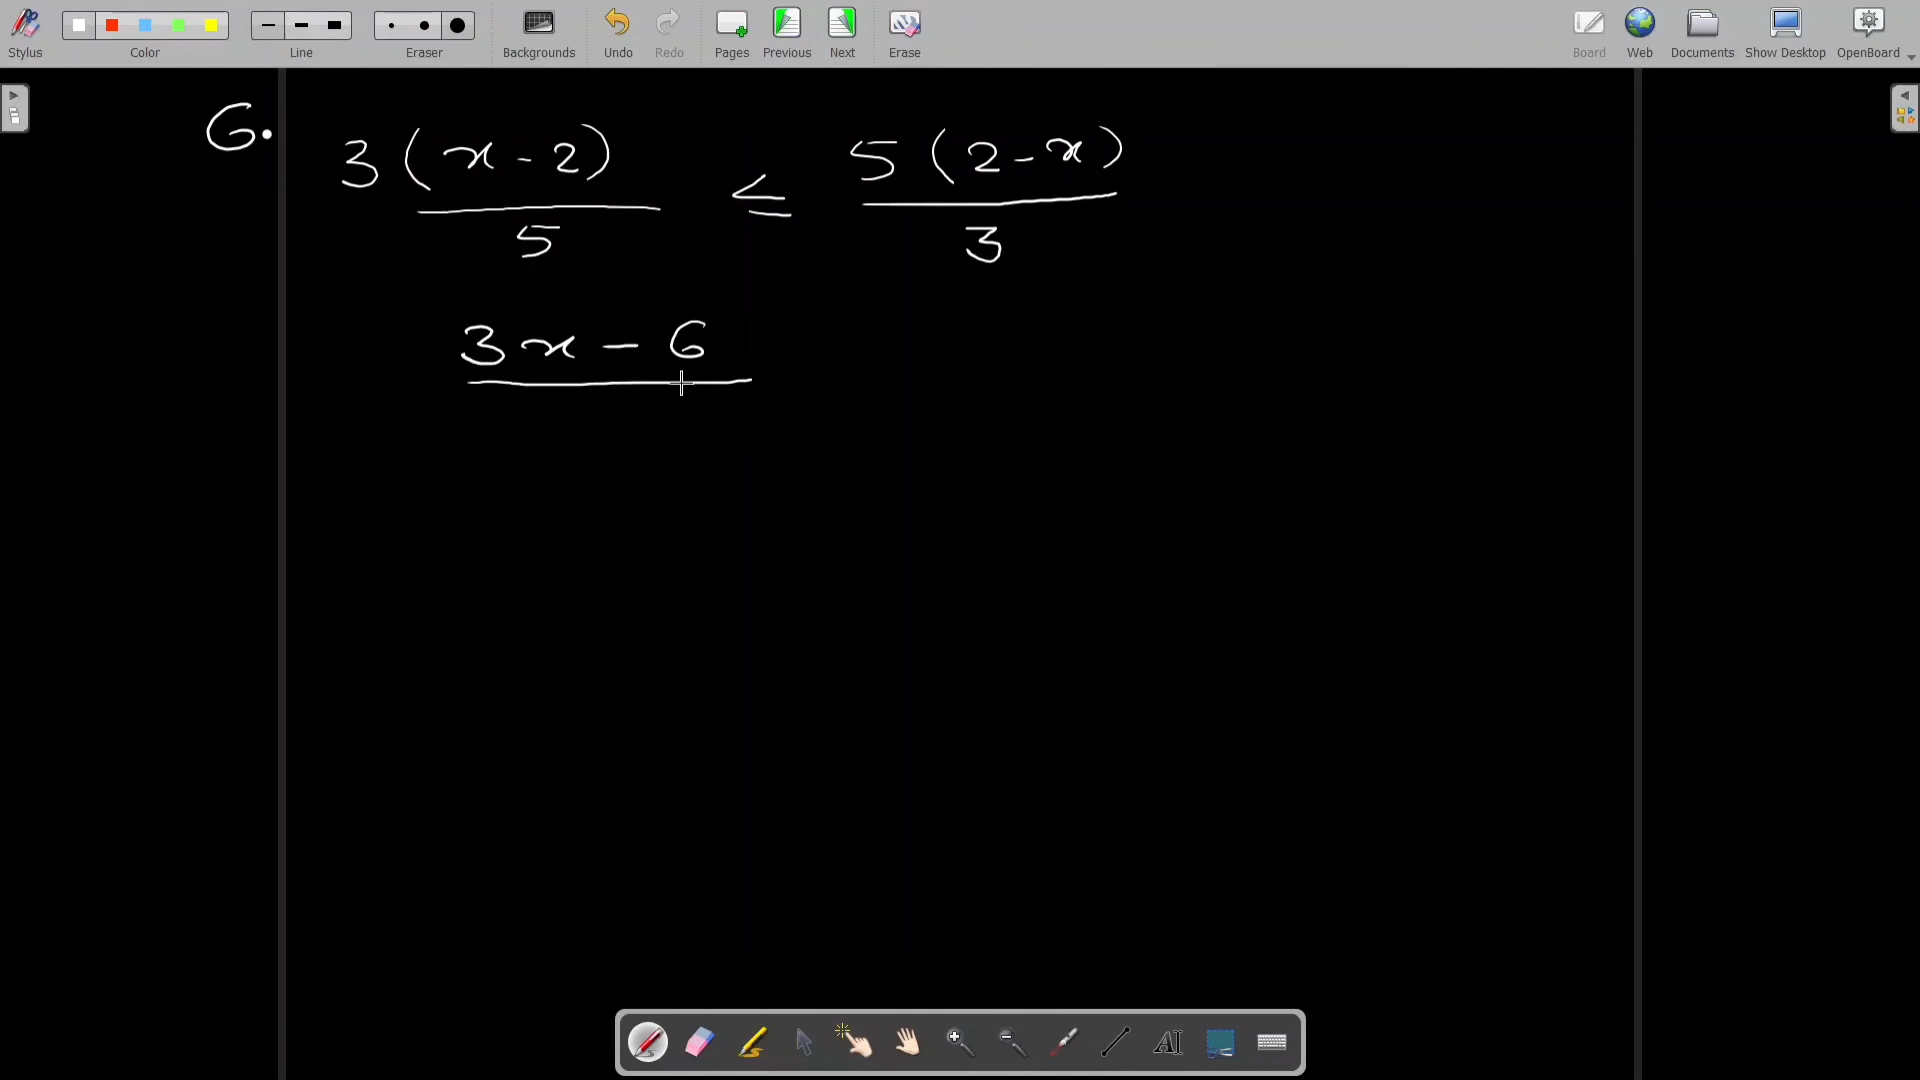 Stylus Color Line Eraser Backgrounds Undo Redo Pages Previous Next Erase Board Web Documents Show Desktop OpenBoard
6. 3(x-2)/5 ≤ 5(2-x)/3
3x - 6